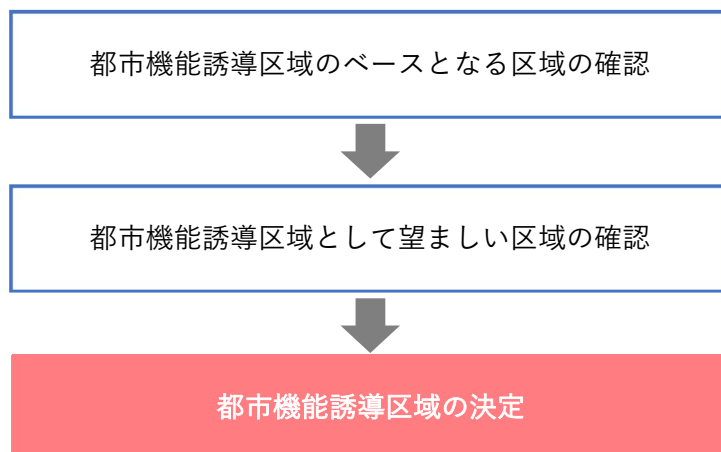 都市機能誘導区域のベースとなる区域の確認
都市機能誘導区域として望ましい区域の確認
都市機能誘導区域の決定